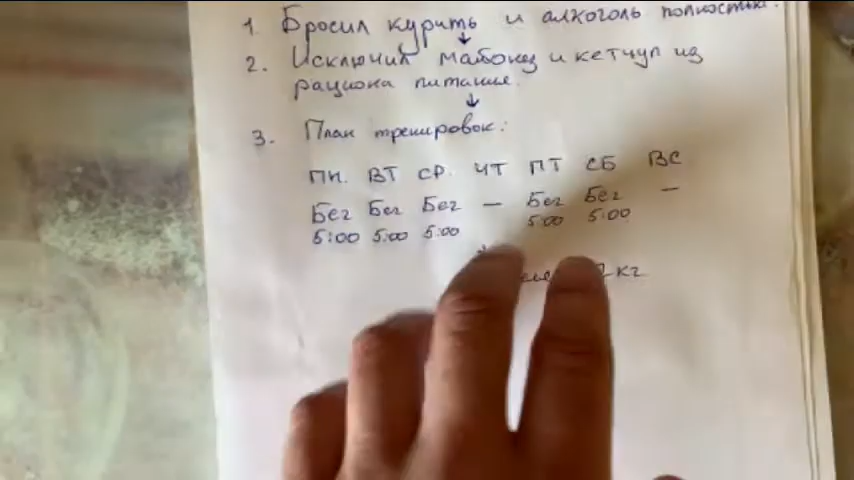 1. Бросил курить и алкоголь полностью.
↓
2. Исключил майонез и кетчуп из
рациона питание.
↓
3. План тренировок:
ПН. ВТ СР. ЧТ ПТ СБ ВС
Бег Бег Бег — Бег Бег —
5:00 5:00 5:00 5:00 5:00
кг